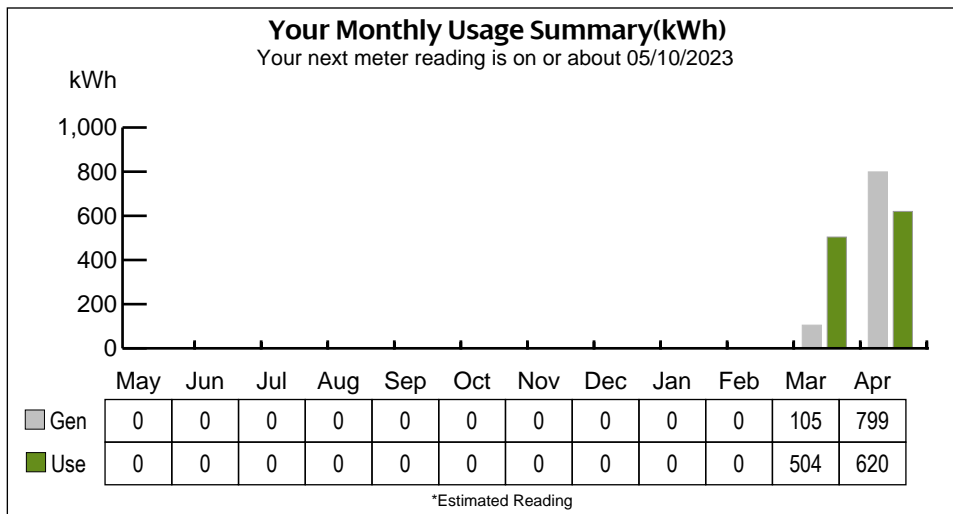 Your Monthly Usage Summary(kWh)
Your next meter reading is on or about 05/10/2023
kWh
1,000
800
600
400
200
0
May Jun Jul Aug Sep Oct Nov Dec Jan Feb Mar Apr
Gen 0 0 0 0 0 0 0 0 0 0 105 799
Use 0 0 0 0 0 0 0 0 0 0 504 620
*Estimated Reading